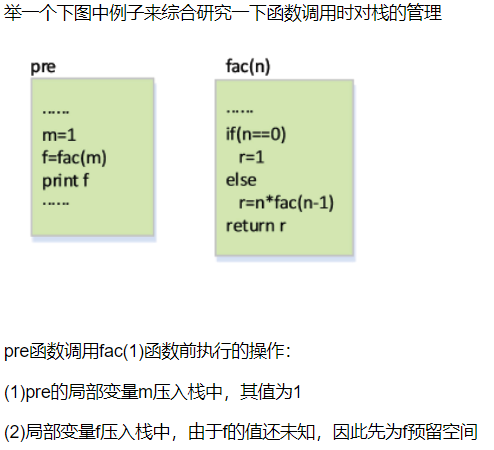 举一个下图中例子来综合研究一下函数调用时对栈的管理
pre
......
m=1
f=fac(m)
print f
......
fac(n)
......
if(n==0)
r=1
else
r=n*fac(n-1)
return r
pre函数调用fac(1)函数前执行的操作：
(1)pre的局部变量m压入栈中，其值为1
(2)局部变量f压入栈中，由于f的值还未知，因此先为f预留空间